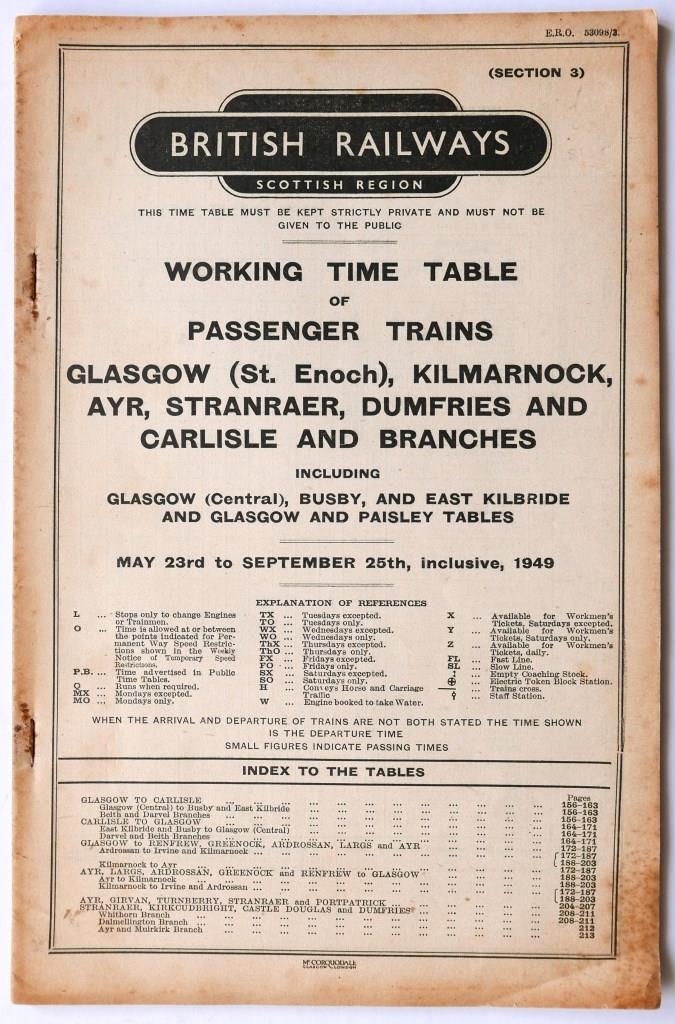 E.R.O. 53098/3.
(SECTION 3)
BRITISH RAILWAYS
SCOTTISH REGION
THIS TIME TABLE MUST BE KEPT STRICTLY PRIVATE AND MUST NOT BE
GIVEN TO THE PUBLIC
WORKING TIME TABLE
OF
PASSENGER TRAINS
GLASGOW (St. Enoch), KILMARNOCK,
AYR, STRANRAER, DUMFRIES AND
CARLISLE AND BRANCHES
INCLUDING
GLASGOW (Central), BUSBY, AND EAST KILBRIDE
AND GLASGOW AND PAISLEY TABLES
MAY 23rd to SEPTEMBER 25th, inclusive, 1949
EXPLANATION OF REFERENCES
L ... Stops only to change Engines
or Trainmen.
O ... Time is allowed at or between
the points indicated for Per-
manent Way Speed Restric-
tions shown in the Weekly
Notice of Temporary Speed
Restrictions.
P.B. ... Time advertised in Public
Time Tables.
Q ... Runs when required.
MX ... Mondays excepted.
MO ... Mondays only.
TX ... Tuesdays excepted.
TO ... Tuesdays only.
WX ... Wednesdays excepted.
WO ... Wednesdays only.
ThX ... Thursdays excepted.
ThO ... Thursdays only.
FX ... Fridays excepted.
FO ... Fridays only.
SX ... Saturdays excepted.
SO ... Saturdays only.
H ... Conveys Horse and Carriage
Traffic
W ... Engine booked to take Water.
X ... Available for Workmen's
Tickets, Saturdays excepted.
Y ... Available for Workmen's
Tickets, Saturdays only.
Z ... Available for Workmen's
Tickets, daily.
FL ... Fast Line.
SL ... Slow Line.
... Empty Coaching Stock.
... Electric Token Block Station.
... Trains cross.
... Staff Station.
WHEN THE ARRIVAL AND DEPARTURE OF TRAINS ARE NOT BOTH STATED THE TIME SHOWN
IS THE DEPARTURE TIME
SMALL FIGURES INDICATE PASSING TIMES
INDEX TO THE TABLES
Pages
GLASGOW TO CARLISLE ... 156-163
Glasgow (Central) to Busby and East Kilbride ... 156-163
Beith and Darvel Branches ... 156-163
CARLISLE TO GLASGOW ... 164-171
East Kilbride and Busby to Glasgow (Central) ... 164-171
Darvel and Beith Branches ... 164-171
GLASGOW to RENFREW, GREENOCK, ARDROSSAN, LARGS and AYR ... 172-187
Ardrossan to Irvine and Kilmarnock ... 172-187
188-203
Kilmarnock to Ayr ... 172-187
AYR, LARGS, ARDROSSAN, GREENOCK and RENFREW to GLASGOW ... 188-203
Ayr to Kilmarnock ... 188-203
Kilmarnock to Irvine and Ardrossan ... 172-187
188-203
AYR, GIRVAN, TURNBERRY, STRANRAER and PORTPATRICK ... 204-207
STRANRAER, KIRKCUDBRIGHT, CASTLE DOUGLAS and DUMFRIES ... 208-211
Whithorn Branch ... 208-211
Dalmellington Branch ... 212
Ayr and Muirkirk Branch ... 213
McCORQUODALE
GLASGOW LONDON